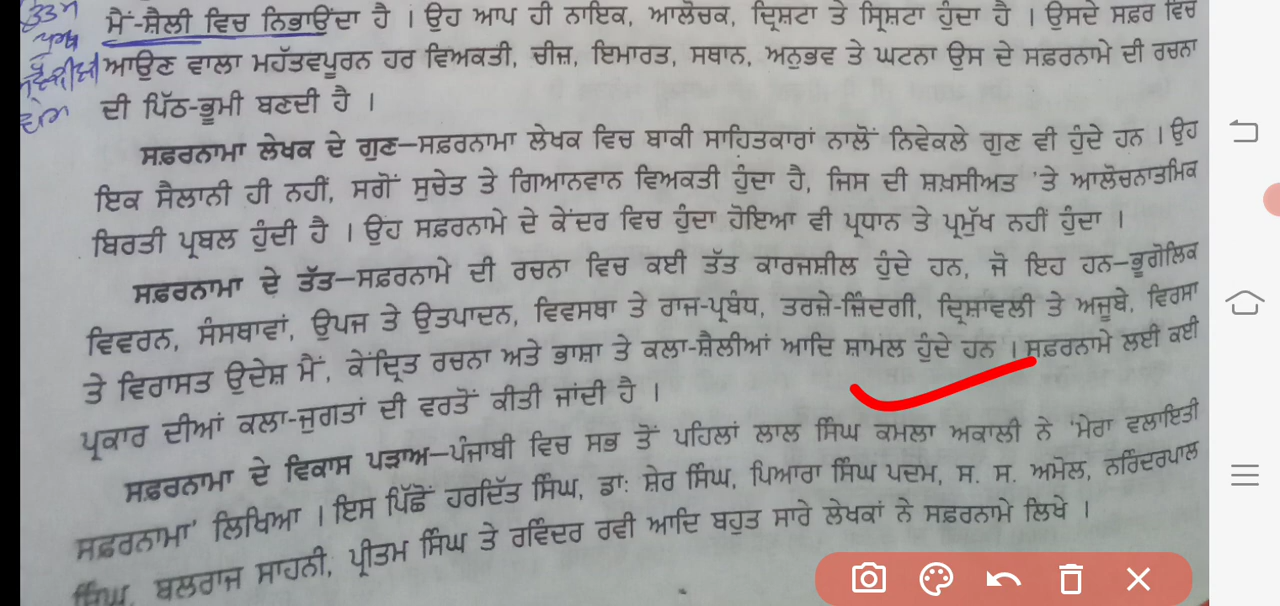 ਮੈਂ-ਸ਼ੈਲੀ ਵਿਚ ਨਿਭਾਉਂਦਾ ਹੈ । ਉਹ ਆਪ ਹੀ ਨਾਇਕ, ਆਲੋਚਕ, ਦ੍ਰਿਸ਼ਟਾ ਤੇ ਸ੍ਰਿਸ਼ਟਾ ਹੁੰਦਾ ਹੈ । ਉਸਦੇ ਸਫ਼ਰ ਵਿਚ
ਆਉਣ ਵਾਲਾ ਮਹੱਤਵਪੂਰਨ ਹਰ ਵਿਅਕਤੀ, ਚੀਜ਼, ਇਮਾਰਤ, ਸਥਾਨ, ਅਨੁਭਵ ਤੇ ਘਟਨਾ ਉਸ ਦੇ ਸਫ਼ਰਨਾਮੇ ਦੀ ਰਚਨਾ
ਦੀ ਪਿੱਠ-ਭੂਮੀ ਬਣਦੀ ਹੈ ।
ਸਫ਼ਰਨਾਮਾ ਲੇਖਕ ਦੇ ਗੁਣ—ਸਫ਼ਰਨਾਮਾ ਲੇਖਕ ਵਿਚ ਬਾਕੀ ਸਾਹਿਤਕਾਰਾਂ ਨਾਲੋਂ ਨਿਵੇਕਲੇ ਗੁਣ ਵੀ ਹੁੰਦੇ ਹਨ । ਉਹ
ਇਕ ਸੈਲਾਨੀ ਹੀ ਨਹੀਂ, ਸਗੋਂ ਸੁਚੇਤ ਤੇ ਗਿਆਨਵਾਨ ਵਿਅਕਤੀ ਹੁੰਦਾ ਹੈ, ਜਿਸ ਦੀ ਸ਼ਖ਼ਸੀਅਤ 'ਤੇ ਆਲੋਚਨਾਤਮਿਕ
ਬਿਰਤੀ ਪ੍ਰਬਲ ਹੁੰਦੀ ਹੈ । ਉਹ ਸਫ਼ਰਨਾਮੇ ਦੇ ਕੇਂਦਰ ਵਿਚ ਹੁੰਦਾ ਹੋਇਆ ਵੀ ਪ੍ਰਧਾਨ ਤੇ ਪ੍ਰਮੁੱਖ ਨਹੀਂ ਹੁੰਦਾ ।
ਸਫ਼ਰਨਾਮਾ ਦੇ ਤੱਤ—ਸਫ਼ਰਨਾਮੇ ਦੀ ਰਚਨਾ ਵਿਚ ਕਈ ਤੱਤ ਕਾਰਜਸ਼ੀਲ ਹੁੰਦੇ ਹਨ, ਜੋ ਇਹ ਹਨ—ਭੂਗੋਲਿਕ
ਵਿਵਰਨ, ਸੰਸਥਾਵਾਂ, ਉਪਜ ਤੇ ਉਤਪਾਦਨ, ਵਿਵਸਥਾ ਤੇ ਰਾਜ-ਪ੍ਰਬੰਧ, ਤਰਜ਼ੇ-ਜ਼ਿੰਦਗੀ, ਦ੍ਰਿਸ਼ਾਵਲੀ ਤੇ ਅਜੂਬੇ, ਵਿਰਸਾ
ਤੇ ਵਿਰਾਸਤ ਉਦੇਸ਼ ਮੈਂ, ਕੇਂਦ੍ਰਿਤ ਰਚਨਾ ਅਤੇ ਭਾਸ਼ਾ ਤੇ ਕਲਾ-ਸ਼ੈਲੀਆਂ ਆਦਿ ਸ਼ਾਮਲ ਹੁੰਦੇ ਹਨ । ਸਫ਼ਰਨਾਮੇ ਲਈ ਕਈ
ਪ੍ਰਕਾਰ ਦੀਆਂ ਕਲਾ-ਜੁਗਤਾਂ ਦੀ ਵਰਤੋਂ ਕੀਤੀ ਜਾਂਦੀ ਹੈ ।
ਸਫ਼ਰਨਾਮਾ ਦੇ ਵਿਕਾਸ ਪੜਾਅ—ਪੰਜਾਬੀ ਵਿਚ ਸਭ ਤੋਂ ਪਹਿਲਾਂ ਲਾਲ ਸਿੰਘ ਕਮਲਾ ਅਕਾਲੀ ਨੇ 'ਮੇਰਾ ਵਲਾਇਤੀ
ਸਫ਼ਰਨਾਮਾ' ਲਿਖਿਆ । ਇਸ ਪਿੱਛੋਂ ਹਰਦਿੱਤ ਸਿੰਘ, ਡਾ: ਸ਼ੇਰ ਸਿੰਘ, ਪਿਆਰਾ ਸਿੰਘ ਪਦਮ, ਸ. ਸ. ਅਮੋਲ, ਨਰਿੰਦਰਪਾਲ
ਸਿੰਘ, ਬਲਰਾਜ ਸਾਹਨੀ, ਪ੍ਰੀਤਮ ਸਿੰਘ ਤੇ ਰਵਿੰਦਰ ਰਵੀ ਆਦਿ ਬਹੁਤ ਸਾਰੇ ਲੇਖਕਾਂ ਨੇ ਸਫ਼ਰਨਾਮੇ ਲਿਖੇ ।